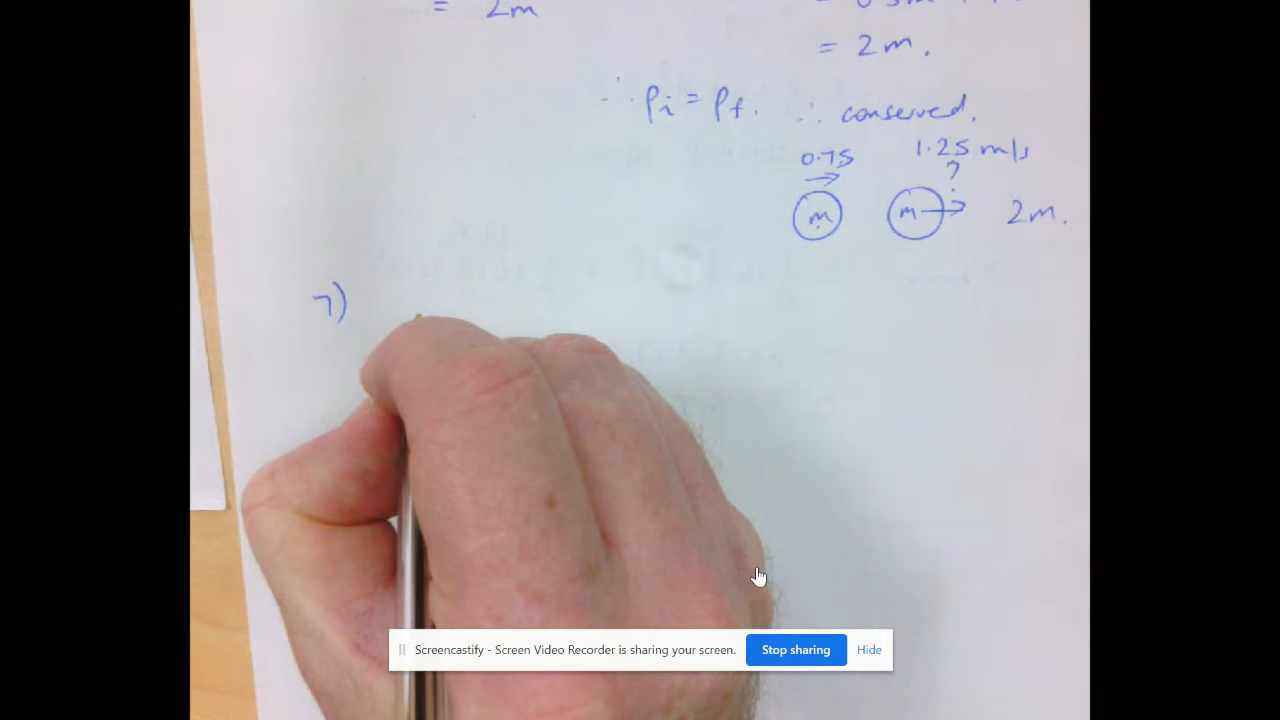 = 2m
= 2m.
∴ pi = pf. ∴ conserved.
0.75 1.25 m/s
?
m m 2m.
7)
Screencastify - Screen Video Recorder is sharing your screen. Stop sharing Hide